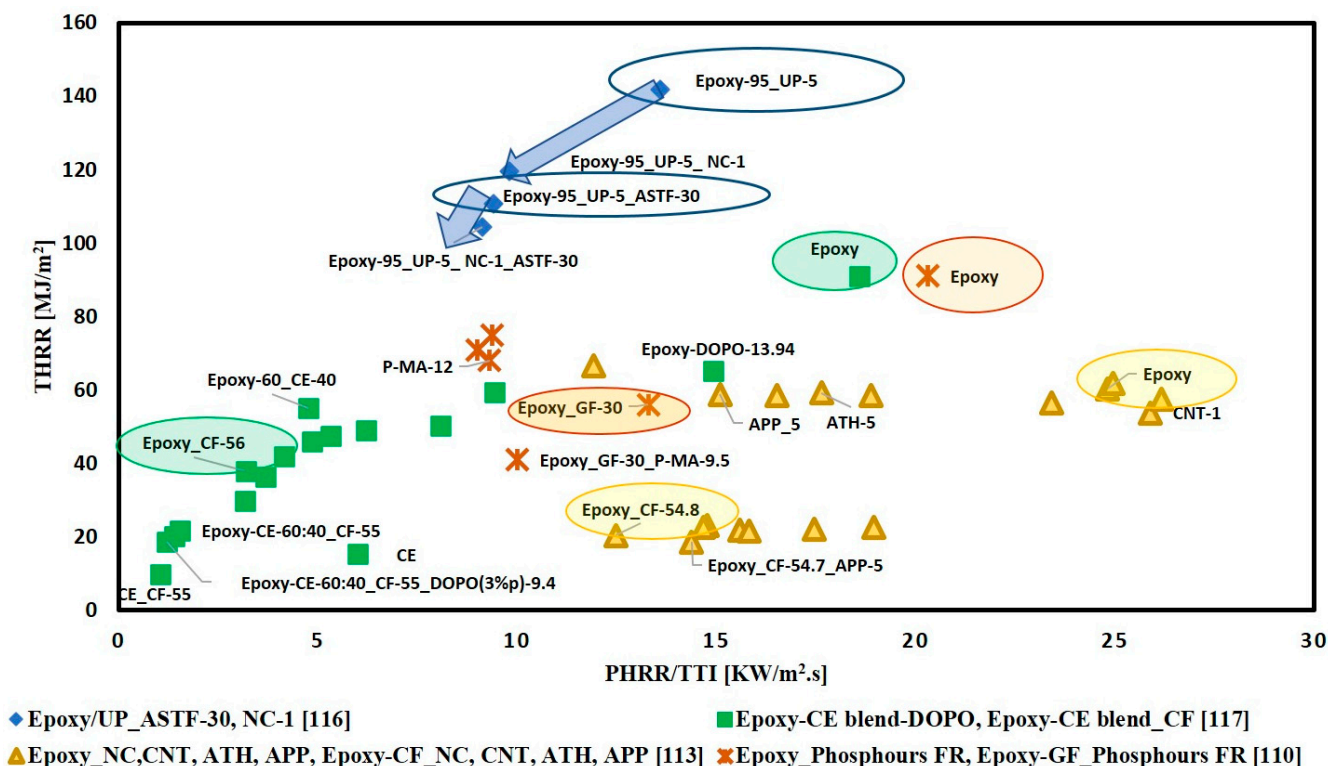 160
140
120
100
80
60
40
20
0
THRR [MJ/m²]
Epoxy-95_UP-5
Epoxy-95_UP-5_ NC-1
Epoxy-95_UP-5_ASTF-30
Epoxy-95_UP-5_ NC-1_ASTF-30
Epoxy
Epoxy
P-MA-12
Epoxy-DOPO-13.94
Epoxy
Epoxy-60_CE-40
Epoxy_GF-30
APP_5
ATH-5
CNT-1
Epoxy_CF-56
Epoxy_GF-30_P-MA-9.5
Epoxy_CF-54.8
Epoxy-CE-60:40_CF-55
CE
Epoxy_CF-54.7_APP-5
Epoxy-CE-60:40_CF-55_DOPO(3%p)-9.4
CE_CF-55
0 5 10 15 20 25 30
PHRR/TTI [KW/m².s]
Epoxy/UP_ASTF-30, NC-1 [116]
Epoxy-CE blend-DOPO, Epoxy-CE blend_CF [117]
Epoxy_NC,CNT, ATH, APP, Epoxy-CF_NC, CNT, ATH, APP [113]
Epoxy_Phosphours FR, Epoxy-GF_Phosphours FR [110]